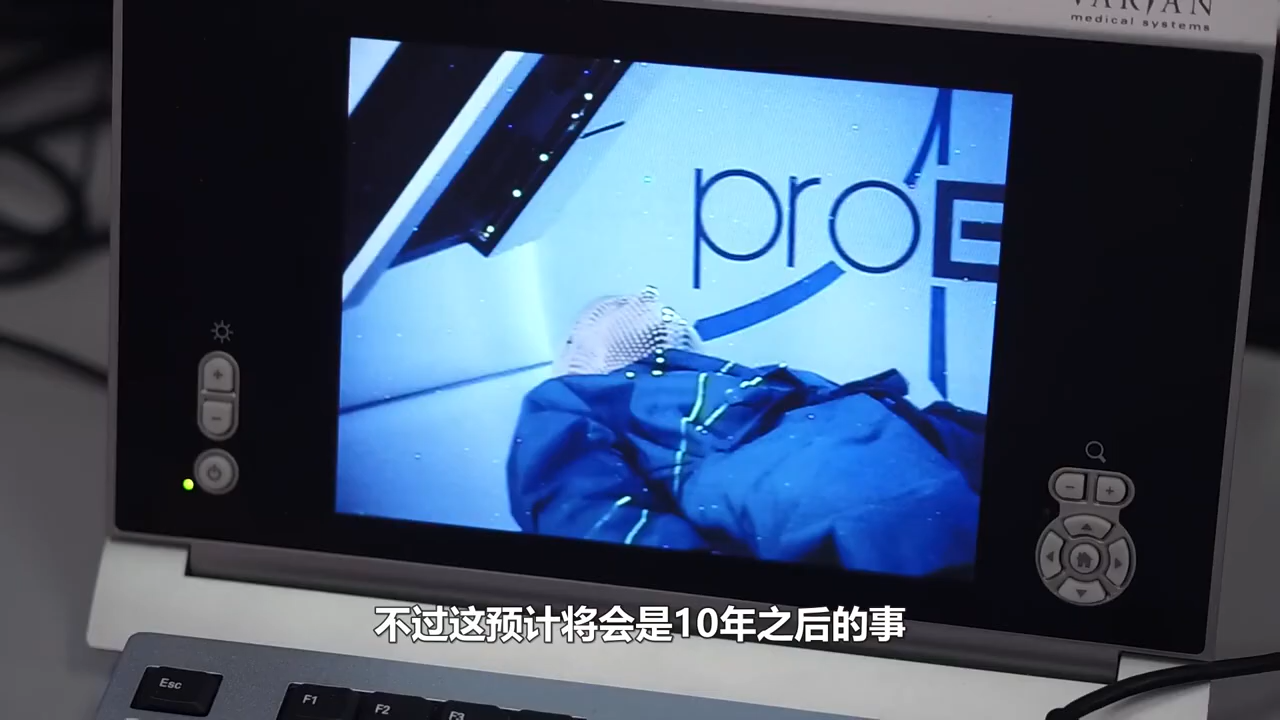 VARIAN
medical systems
proB
不过这预计将会是10年之后的事
Esc
F1
F2
F3